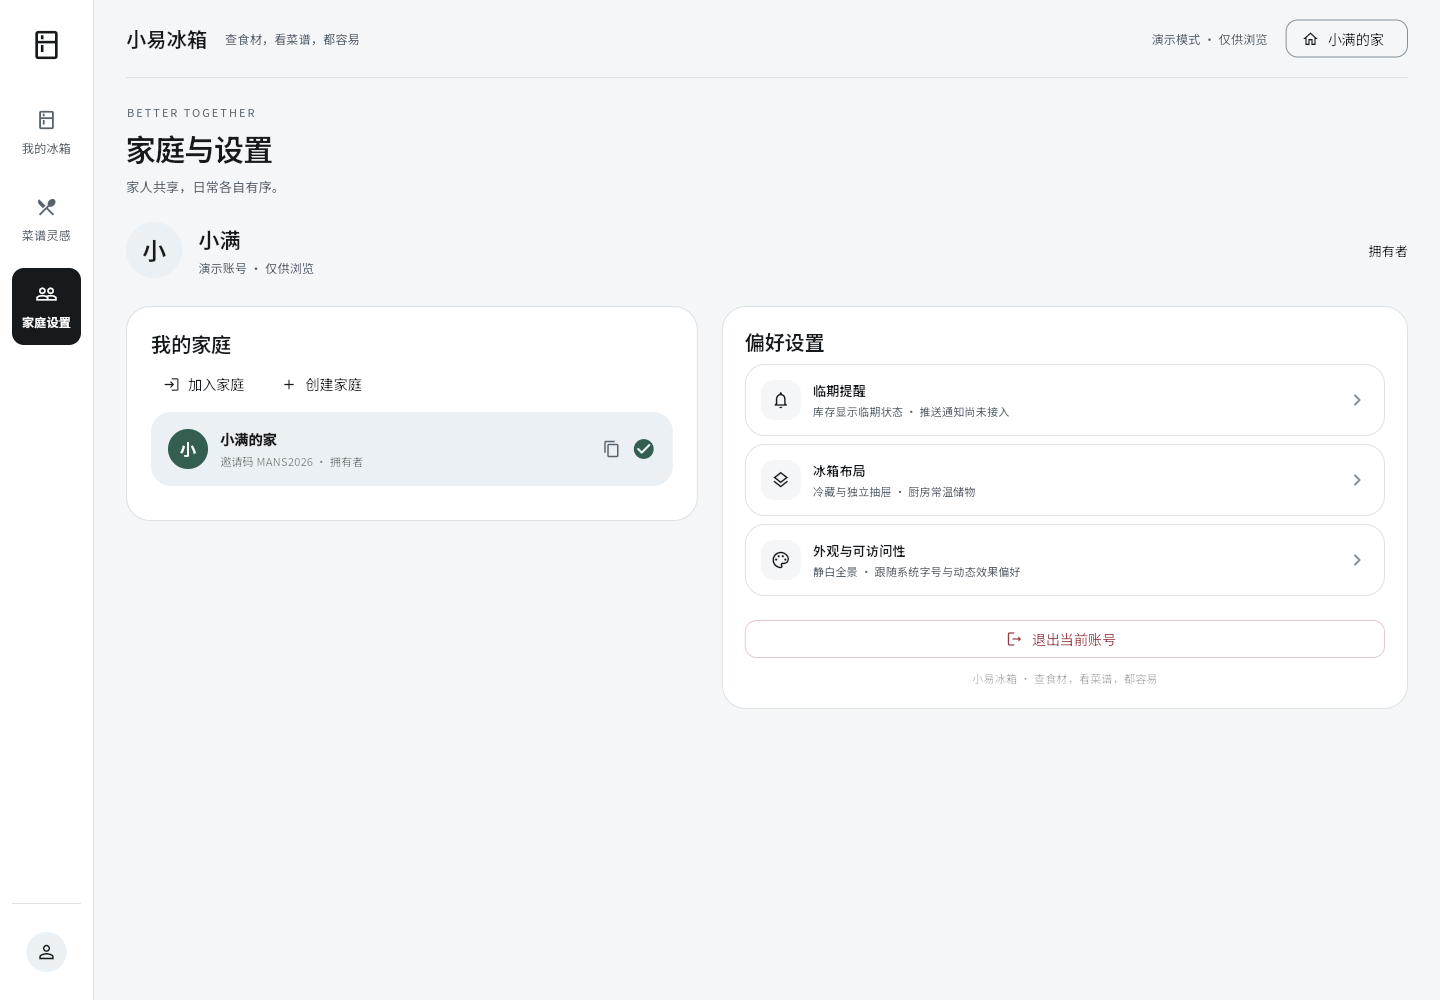 小易冰箱
查食材，看菜谱，都容易
演示模式 · 仅供浏览
小满的家
我的冰箱
菜谱灵感
家庭设置
BETTER TOGETHER
家庭与设置
家人共享，日常各自有序。
小
小满
演示账号 · 仅供浏览
拥有者
我的家庭
加入家庭
创建家庭
小
小满的家
邀请码 MANS2026 · 拥有者
偏好设置
临期提醒
库存显示临期状态 · 推送通知尚未接入
冰箱布局
冷藏与独立抽屉 · 厨房常温储物
外观与可访问性
静白全景 · 跟随系统字号与动态效果偏好
退出当前账号
小易冰箱 · 查食材，看菜谱，都容易